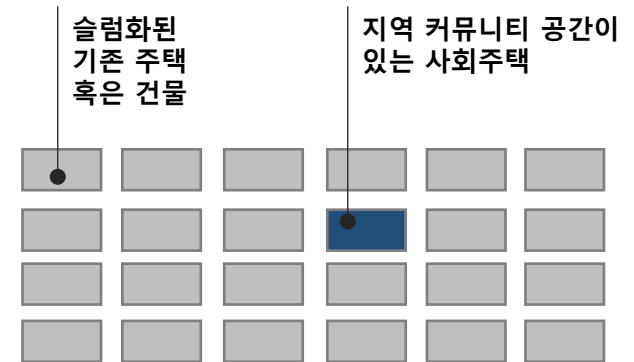 슬럼화된
기존 주택
혹은 건물
지역 커뮤니티 공간이
있는 사회주택